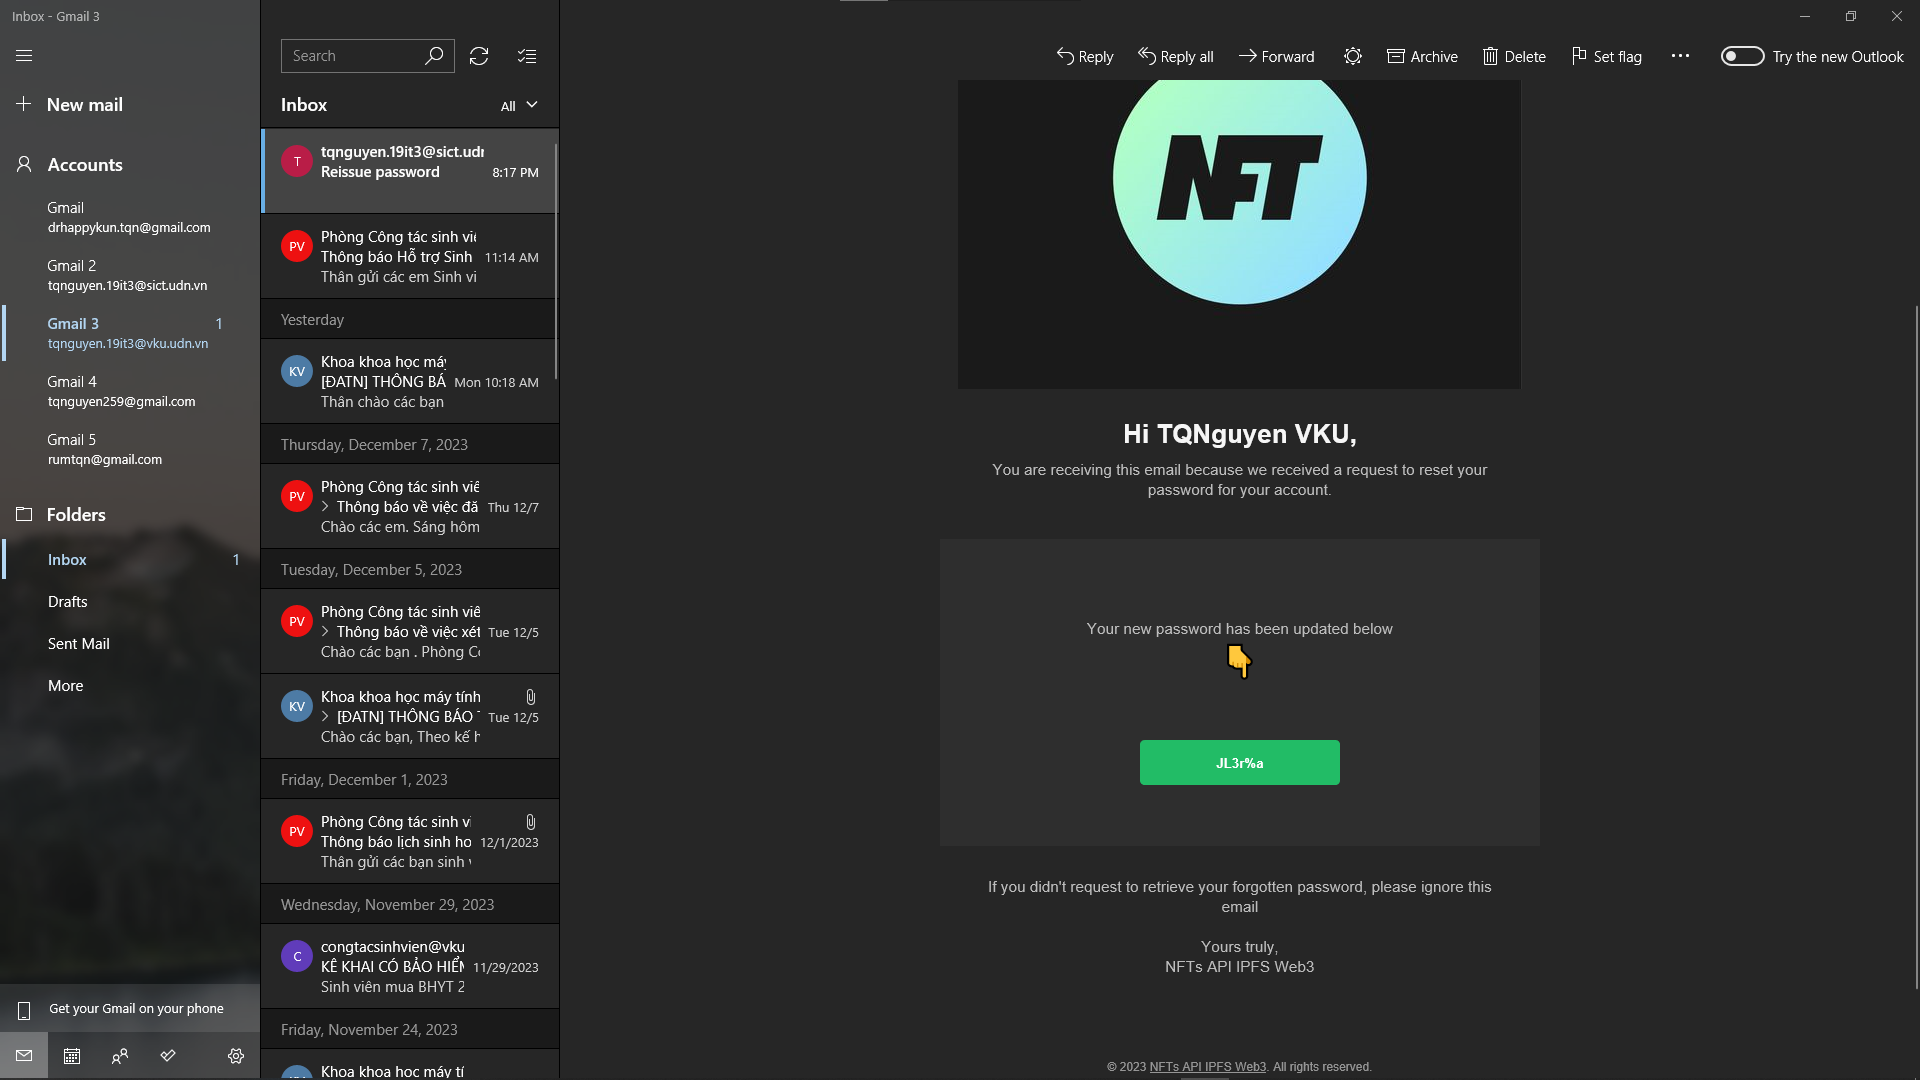 Inbox - Gmail 3
New mail
Accounts
Gmail
drhappykun.tqn@gmail.com
Gmail 2
tqnguyen.19it3@sict.udn.vn
Gmail 3 1
tqnguyen.19it3@vku.udn.vn
Gmail 4
tqnguyen259@gmail.com
Gmail 5
rumtqn@gmail.com
Folders
Inbox 1
Drafts
Sent Mail
More
Get your Gmail on your phone
Search
Inbox All
T
tqnguyen.19it3@sict.udn
Reissue password 8:17 PM
PV
Phòng Công tác sinh viê
Thông báo Hỗ trợ Sinh 11:14 AM
Thân gửi các em Sinh vi
Yesterday
KV
Khoa khoa học máy
[ĐATN] THÔNG BÁ Mon 10:18 AM
Thân chào các bạn
Thursday, December 7, 2023
PV
Phòng Công tác sinh viê
Thông báo về việc đă Thu 12/7
Chào các em. Sáng hôm
Tuesday, December 5, 2023
PV
Phòng Công tác sinh viê
Thông báo về việc xét Tue 12/5
Chào các bạn . Phòng Cô
KV
Khoa khoa học máy tính
[ĐATN] THÔNG BÁO T Tue 12/5
Chào các bạn, Theo kế h
Friday, December 1, 2023
PV
Phòng Công tác sinh vi
Thông báo lịch sinh ho 12/1/2023
Thân gửi các bạn sinh v
Wednesday, November 29, 2023
C
congtacsinhvien@vku
KÊ KHAI CÓ BẢO HIỂM 11/29/2023
Sinh viên mua BHYT 2
Friday, November 24, 2023
Khoa khoa học máy tí
Reply Reply all Forward Archive Delete Set flag Try the new Outlook
NFT
Hi TQNguyen VKU,
You are receiving this email because we received a request to reset your
password for your account.
Your new password has been updated below
JL3r%a
If you didn't request to retrieve your forgotten password, please ignore this
email
Yours truly,
NFTs API IPFS Web3
© 2023 NFTs API IPFS Web3. All rights reserved.